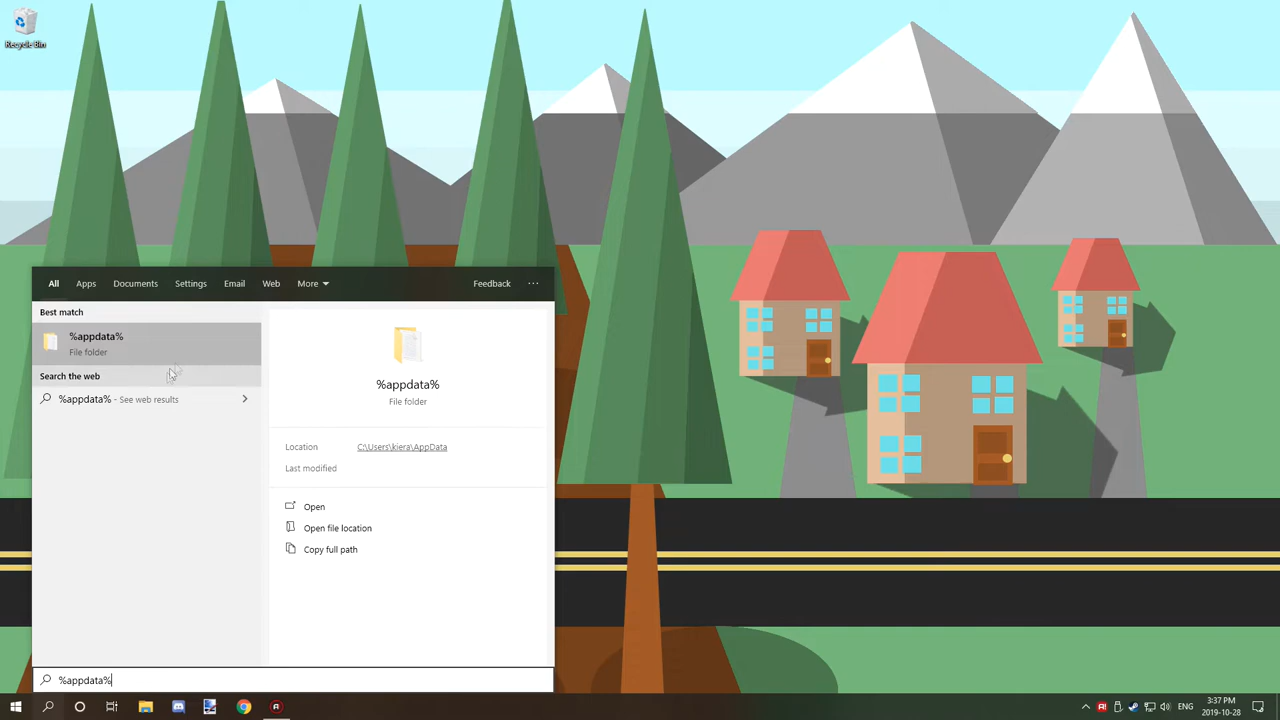 Recycle Bin
All Apps Documents Settings Email Web More Feedback ...
Best match
%appdata%
File folder
Search the web
%appdata% - See web results
%appdata%
File folder
Location C:\Users\kiera\AppData
Last modified
Open
Open file location
Copy full path
%appdata%
ENG
3:37 PM
2019-10-28